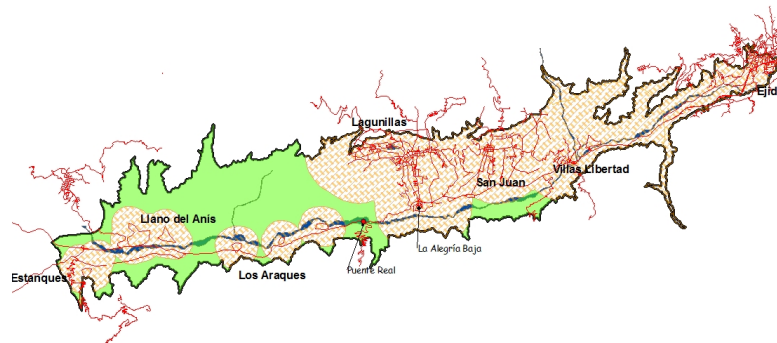 Ejid
Lagunillas
Villas Libertad
San Juan
Llano del Anis
La Alegría Baja
Puente Real
Los Araques
Estanques